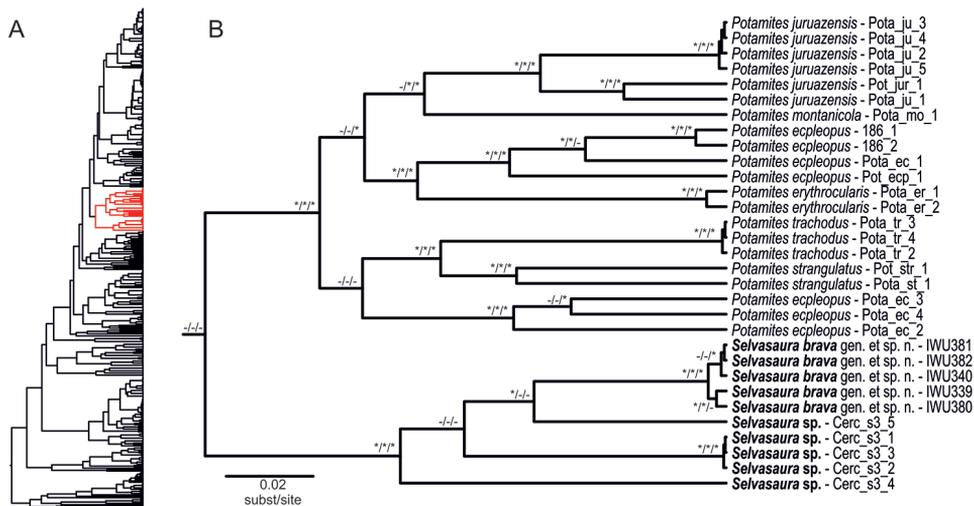 A
B
Potamites juruazensis - Pota_ju_3
Potamites juruazensis - Pota_ju_4
*/*/*
Potamites juruazensis - Pota_ju_2
*/*/*
Potamites juruazensis - Pota_ju_5
-/*/*
Potamites juruazensis - Pot_jur_1
*/*/*
Potamites juruazensis - Pota_ju_1
Potamites montanicola - Pota_mo_1
-/-/*
*/*/*
Potamites ecpleopus - 186_1
*/*/-
Potamites ecpleopus - 186_2
*/*/*
Potamites ecpleopus - Pota_ec_1
*/*/*
Potamites ecpleopus - Pot_ecp_1
*/*/*
Potamites erythrocularis - Pota_er_1
*/*/*
Potamites erythrocularis - Pota_er_2
Potamites trachodus - Pota_tr_3
*/*/*
Potamites trachodus - Pota_tr_4
*/*/*
Potamites trachodus - Pota_tr_2
*/*/*
Potamites strangulatus - Pot_str_1
-/-/-
Potamites strangulatus - Pota_st_1
-/-/*
Potamites ecpleopus - Pota_ec_3
*/*/*
Potamites ecpleopus - Pota_ec_4
-/-/-
Potamites ecpleopus - Pota_ec_2
Selvasaura brava gen. et sp. n. - IWU381
-/-/*
Selvasaura brava gen. et sp. n. - IWU382
*/*/*
Selvasaura brava gen. et sp. n. - IWU340
*/-/-
Selvasaura brava gen. et sp. n. - IWU339
*/*/-
Selvasaura brava gen. et sp. n. - IWU380
-/-/-
Selvasaura sp. - Cerc_s3_5
Selvasaura sp. - Cerc_s3_1
*/*/*
*/*/*
Selvasaura sp. - Cerc_s3_3
Selvasaura sp. - Cerc_s3_2
Selvasaura sp. - Cerc_s3_4
0.02
subst/site